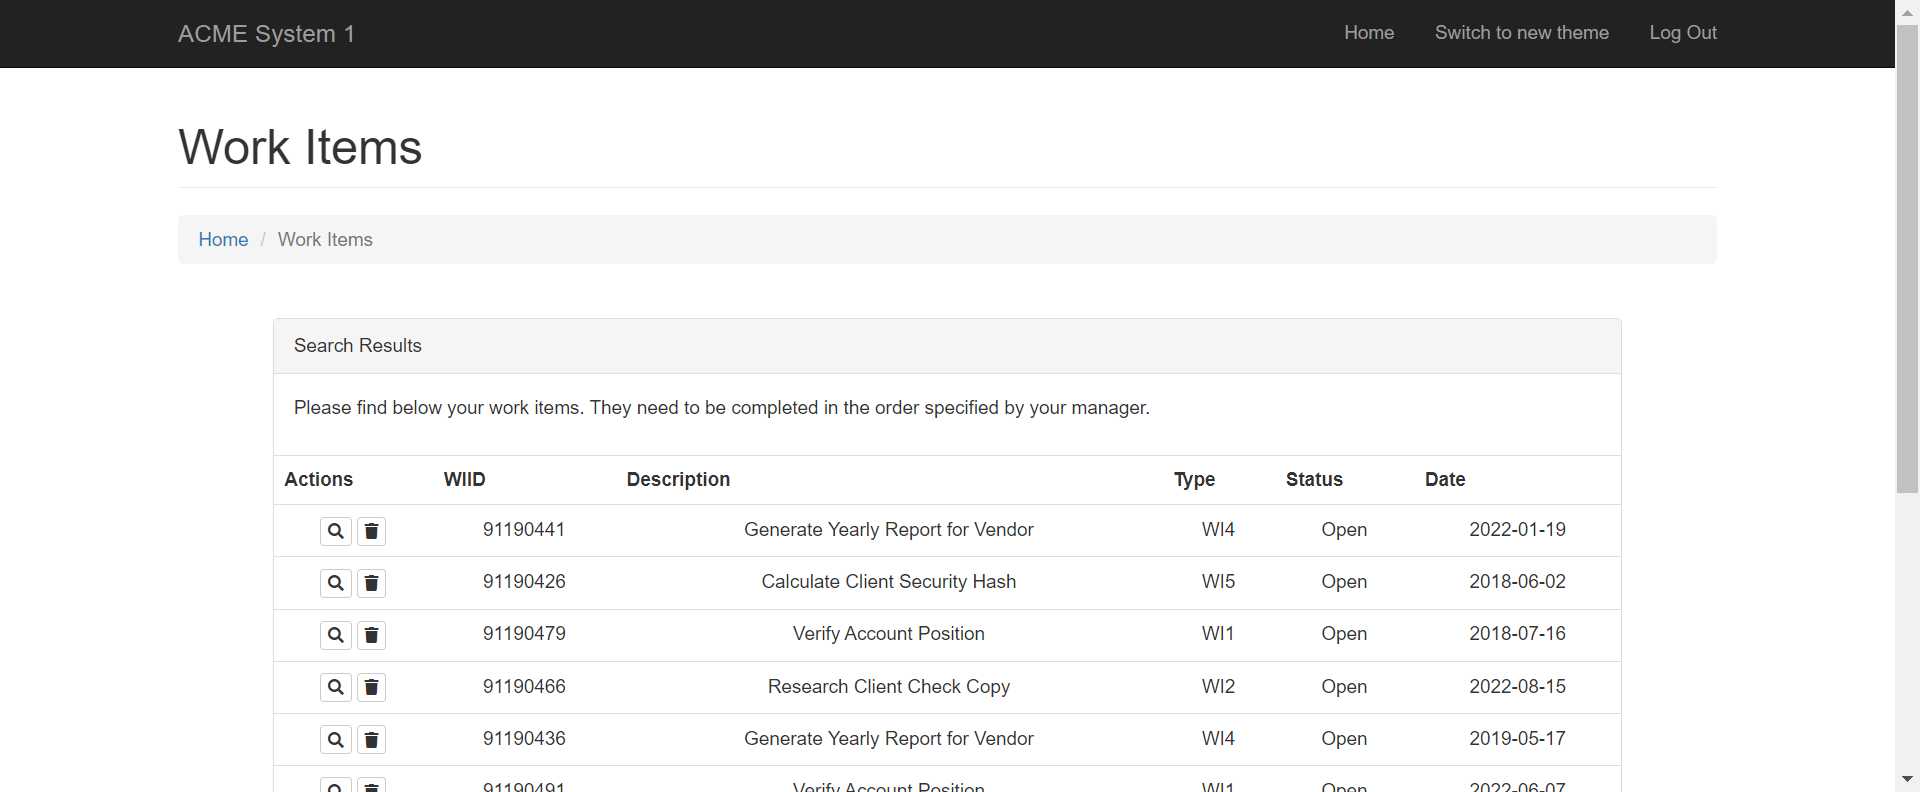 ACME System 1 Home Switch to new theme Log Out
Work Items
Home / Work Items
Search Results
Please find below your work items. They need to be completed in the order specified by your manager.
Actions WIID Description Type Status Date
91190441 Generate Yearly Report for Vendor WI4 Open 2022-01-19
91190426 Calculate Client Security Hash WI5 Open 2018-06-02
91190479 Verify Account Position WI1 Open 2018-07-16
91190466 Research Client Check Copy WI2 Open 2022-08-15
91190436 Generate Yearly Report for Vendor WI4 Open 2019-05-17
91190491 Verify Account Position WI1 Open 2022-06-07